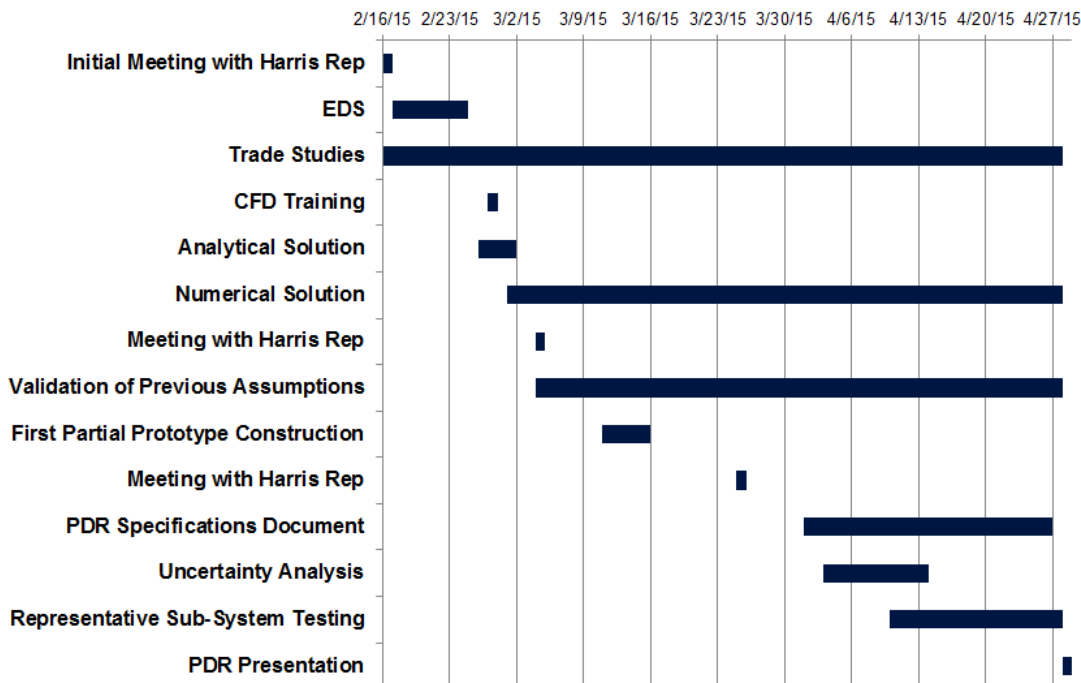 2/16/15 2/23/15 3/2/15 3/9/15 3/16/15 3/23/15 3/30/15 4/6/15 4/13/15 4/20/15 4/27/15
Initial Meeting with Harris Rep
EDS
Trade Studies
CFD Training
Analytical Solution
Numerical Solution
Meeting with Harris Rep
Validation of Previous Assumptions
First Partial Prototype Construction
Meeting with Harris Rep
PDR Specifications Document
Uncertainty Analysis
Representative Sub-System Testing
PDR Presentation